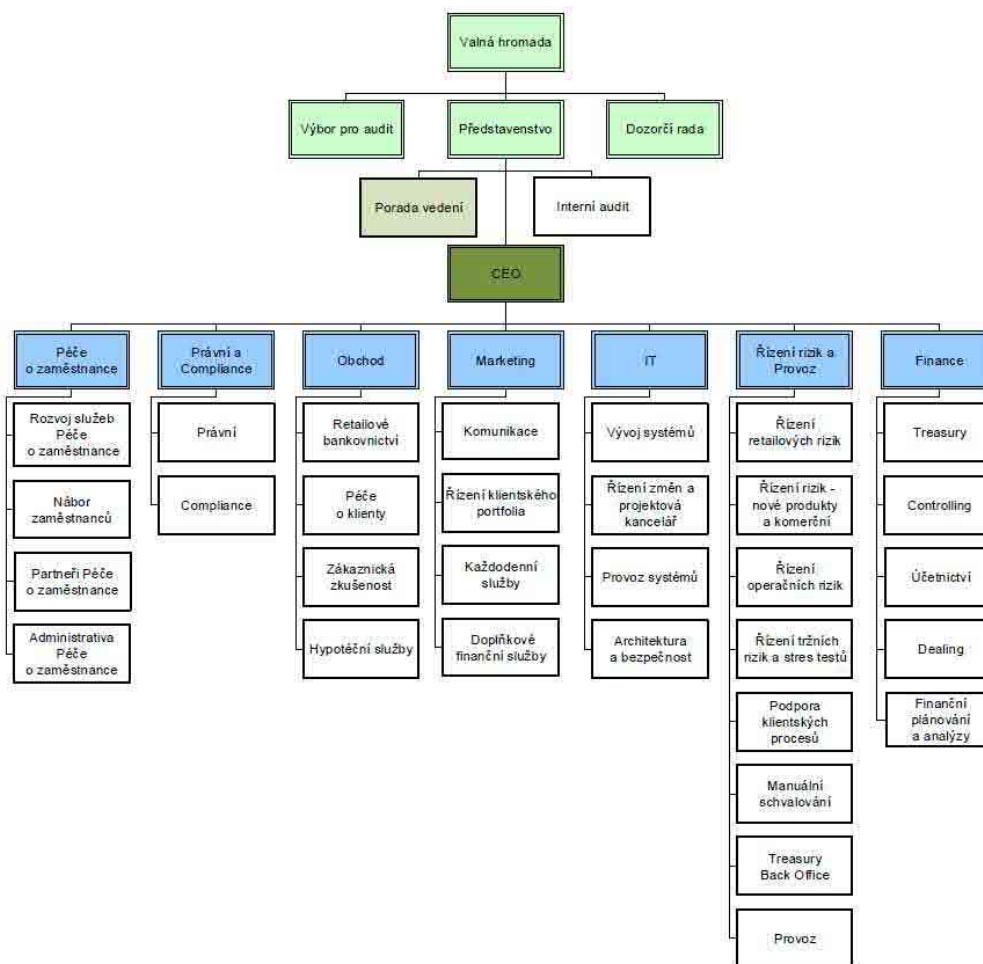 Valná hromada
Výbor pro audit
Představenstvo
Dozorčí rada
Porada vedení
Interní audit
CEO
Péče
o zaměstnance
Právní a
Compliance
Obchod
Marketing
IT
Řízení rizik a
Provoz
Finance
Rozvoj služeb
Péče
o zaměstnance
Nábor
zaměstnanců
Partneři Péče
o zaměstnance
Administrativa
Péče
o zaměstnance
Právní
Compliance
Retailové
bankovnictví
Péče
o klienty
Zákaznická
zkušenost
Hypotéční služby
Komunikace
Řízení klientského
portfolia
Každodenní
služby
Doplňkové
finanční služby
Vývoj systémů
Řízení změn a
projektová
kancelář
Provoz systémů
Architektura
a bezpečnost
Řízení
retailových rizik
Řízení rizik -
nové produkty
a komerční
Řízení
operačních rizik
Řízení tržních
rizik a stres testů
Podpora
klientských
procesů
Manuální
schvalování
Treasury
Back Office
Provoz
Treasury
Controlling
Účetnictví
Dealing
Finanční
plánování
a analýzy